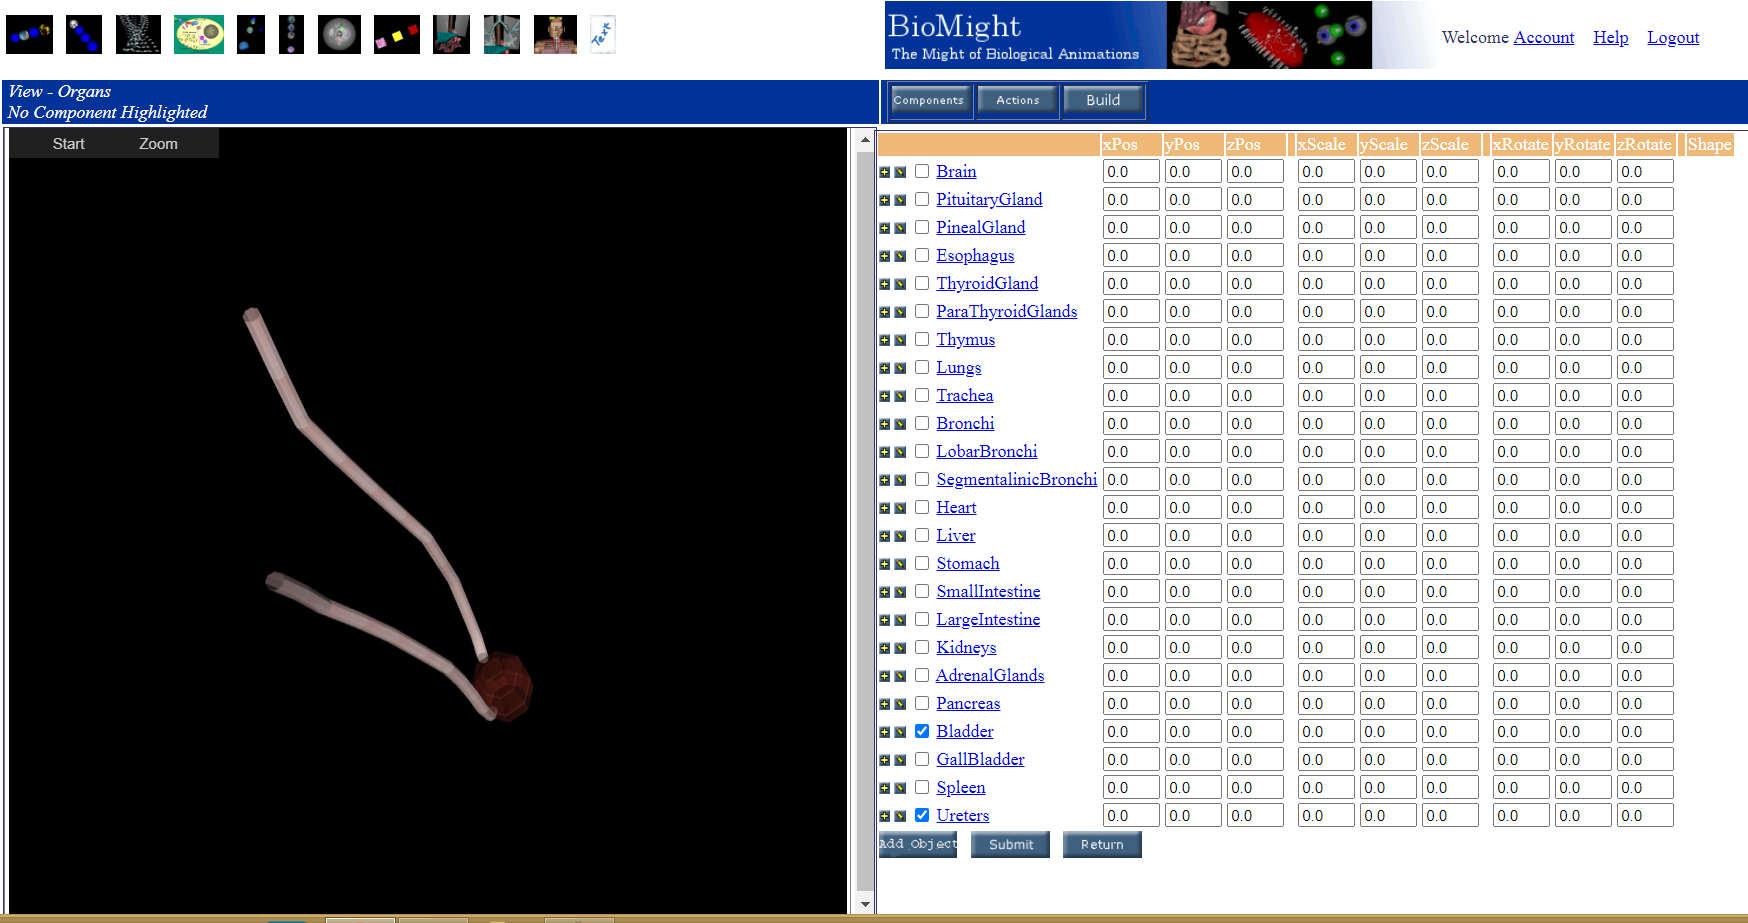 Text
BioMight
The Might of Biological Animations
Welcome Account Help Logout
View - Organs
No Component Highlighted
Components Actions Build
Start Zoom
xPos yPos zPos xScale yScale zScale xRotate yRotate zRotate Shape
Brain 0.0 0.0 0.0 0.0 0.0 0.0 0.0 0.0 0.0
PituitaryGland 0.0 0.0 0.0 0.0 0.0 0.0 0.0 0.0 0.0
PinealGland 0.0 0.0 0.0 0.0 0.0 0.0 0.0 0.0 0.0
Esophagus 0.0 0.0 0.0 0.0 0.0 0.0 0.0 0.0 0.0
ThyroidGland 0.0 0.0 0.0 0.0 0.0 0.0 0.0 0.0 0.0
ParaThyroidGlands 0.0 0.0 0.0 0.0 0.0 0.0 0.0 0.0 0.0
Thymus 0.0 0.0 0.0 0.0 0.0 0.0 0.0 0.0 0.0
Lungs 0.0 0.0 0.0 0.0 0.0 0.0 0.0 0.0 0.0
Trachea 0.0 0.0 0.0 0.0 0.0 0.0 0.0 0.0 0.0
Bronchi 0.0 0.0 0.0 0.0 0.0 0.0 0.0 0.0 0.0
LobarBronchi 0.0 0.0 0.0 0.0 0.0 0.0 0.0 0.0 0.0
SegmentalinicBronchi 0.0 0.0 0.0 0.0 0.0 0.0 0.0 0.0 0.0
Heart 0.0 0.0 0.0 0.0 0.0 0.0 0.0 0.0 0.0
Liver 0.0 0.0 0.0 0.0 0.0 0.0 0.0 0.0 0.0
Stomach 0.0 0.0 0.0 0.0 0.0 0.0 0.0 0.0 0.0
SmallIntestine 0.0 0.0 0.0 0.0 0.0 0.0 0.0 0.0 0.0
LargeIntestine 0.0 0.0 0.0 0.0 0.0 0.0 0.0 0.0 0.0
Kidneys 0.0 0.0 0.0 0.0 0.0 0.0 0.0 0.0 0.0
AdrenalGlands 0.0 0.0 0.0 0.0 0.0 0.0 0.0 0.0 0.0
Pancreas 0.0 0.0 0.0 0.0 0.0 0.0 0.0 0.0 0.0
Bladder 0.0 0.0 0.0 0.0 0.0 0.0 0.0 0.0 0.0
GallBladder 0.0 0.0 0.0 0.0 0.0 0.0 0.0 0.0 0.0
Spleen 0.0 0.0 0.0 0.0 0.0 0.0 0.0 0.0 0.0
Ureters 0.0 0.0 0.0 0.0 0.0 0.0 0.0 0.0 0.0
Add Object Submit Return